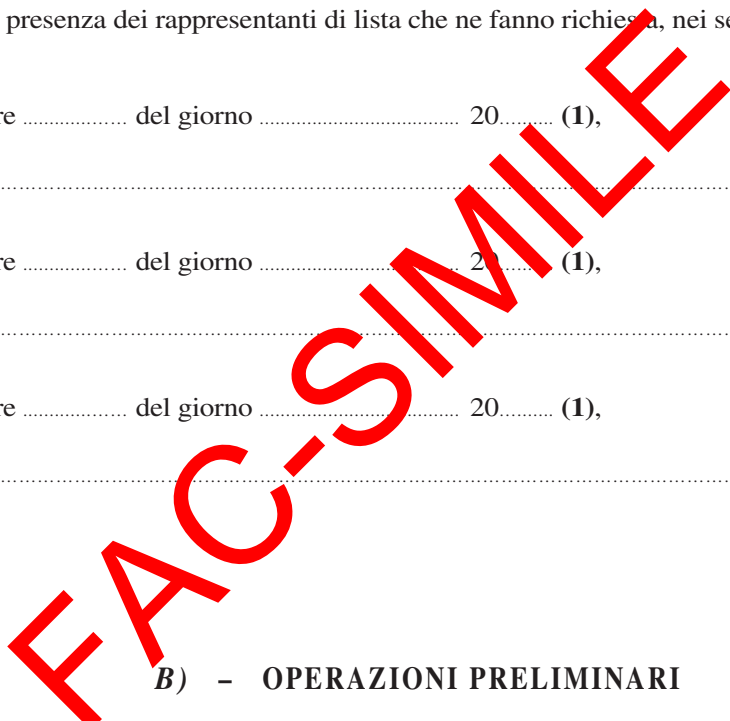 presenza dei rappresentanti di lista che ne fanno richiesta, nei se
re ................... del giorno .................................... 20.......... (1),
re ................... del giorno .................................... 20.......... (1),
re ................... del giorno .................................... 20.......... (1),
FAC-SIMILE
B) – OPERAZIONI PRELIMINARI